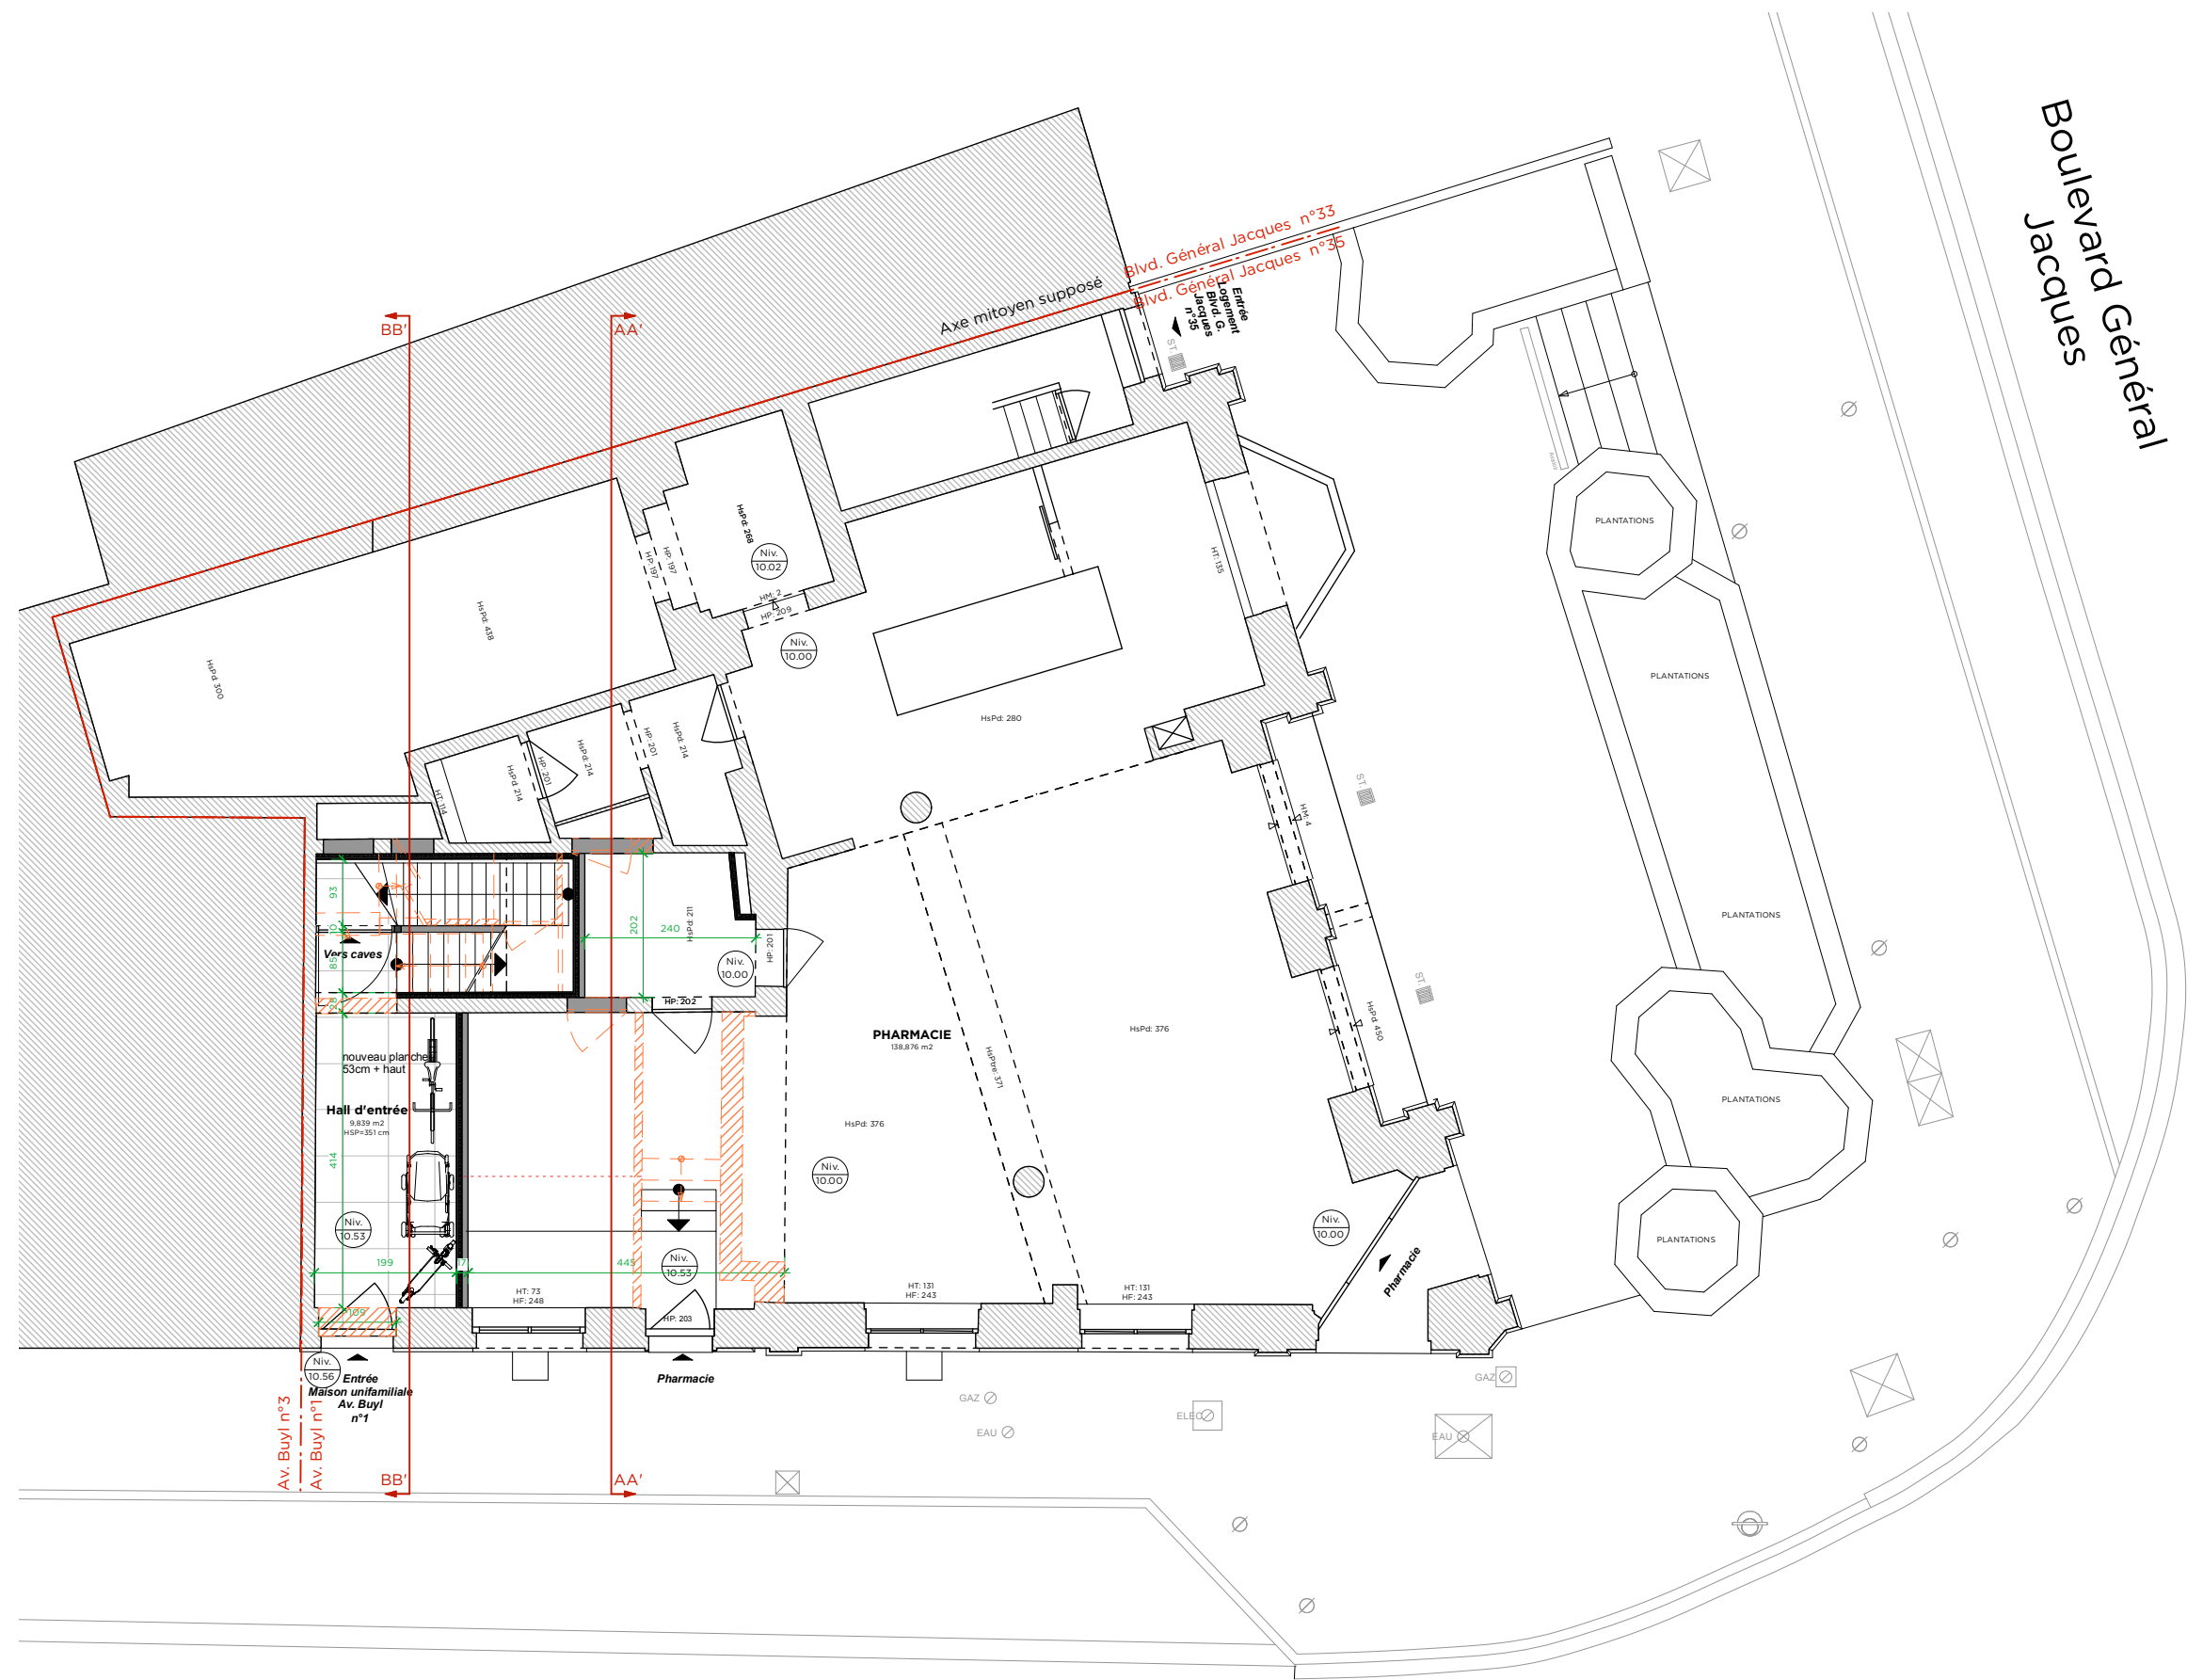 Boulevard Général
Jacques
Blvd. Général Jacques n°33
Blvd. Général Jacques n°35
Axe mitoyen supposé
Entrée
Logement
Blvd. G.
Jacques
n°35
ST.
BB'
AA'
HsPd: 268
Niv.
10.02
HP: 197
HP: 197
HM: 2
HP: 209
HT: 135
Niv.
10.00
HsPd: 438
HsPd: 300
HsPd: 280
HsPd: 214
HP: 201
HsPd: 214
HP: 201
HsPd: 214
HT: 114
PLANTATIONS
PLANTATIONS
PLANTATIONS
PLANTATIONS
PLANTATIONS
ST.
HM: 4
ST.
HsPd: 450
93
10
85
28
Vers caves
202
240
HsPd: 211
HP: 201
Niv.
10.00
HP: 202
PHARMACIE
138,876 m2
HsPd: 376
HsPtre: 371
HsPd: 376
Niv.
10.00
Niv.
10.00
Pharmacie
nouveau planche
53cm + haut
Hall d'entrée
9,839 m2
HSP=351 cm
414
Niv.
10.53
199
17
445
Niv.
10.53
HT: 73
HF: 248
HP. 203
HT: 131
HF: 243
HT: 131
HF: 243
109
Niv.
10.56
Entrée
Maison unifamiliale
Av. Buyl
n°1
Pharmacie
Av. Buyl n°3
Av. Buyl n°1
BB'
AA'
GAZ
EAU
ELEC
GAZ
EAU